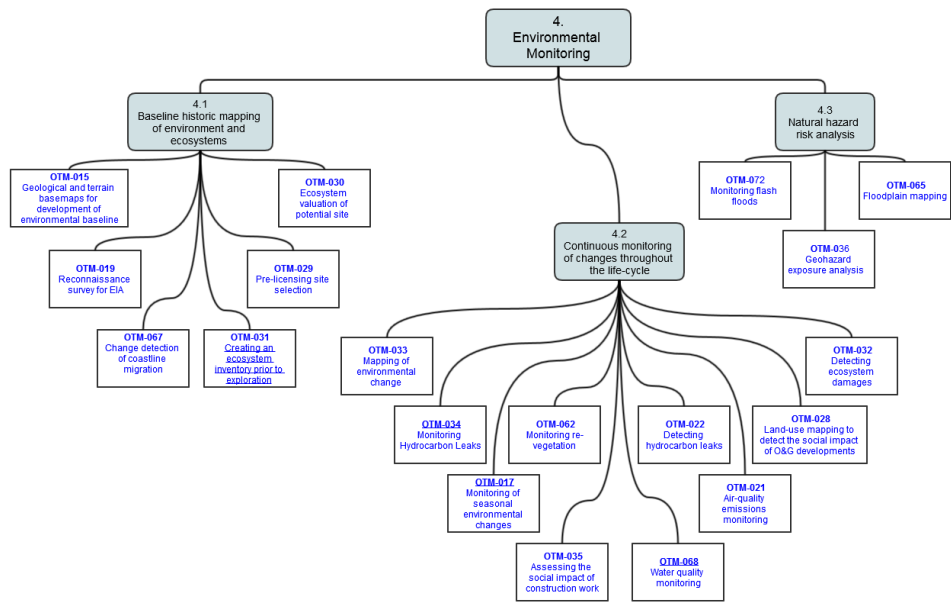 4.
Environmental
Monitoring
4.1
Baseline historic mapping
of environment and
ecosystems
4.3
Natural hazard
risk analysis
OTM-015
Geological and terrain
basemaps for
development of
environmental baseline
OTM-030
Ecosystem
valuation of
potential site
OTM-072
Monitoring flash
floods
OTM-065
Floodplain mapping
OTM-019
Reconnaissance
survey for EIA
OTM-029
Pre-licensing site
selection
4.2
Continuous monitoring
of changes throughout
the life-cycle
OTM-036
Geohazard
exposure analysis
OTM-067
Change detection
of coastline
migration
OTM-031
Creating an
ecosystem
inventory prior to
exploration
OTM-033
Mapping of
environmental
change
OTM-032
Detecting
ecosystem
damages
OTM-034
Monitoring
Hydrocarbon Leaks
OTM-062
Monitoring re-
vegetation
OTM-022
Detecting
hydrocarbon leaks
OTM-028
Land-use mapping to
detect the social impact
of O&G developments
OTM-017
Monitoring of
seasonal
environmental
changes
OTM-021
Air-quality
emissions
monitoring
OTM-035
Assessing the
social impact of
construction work
OTM-068
Water quality
monitoring